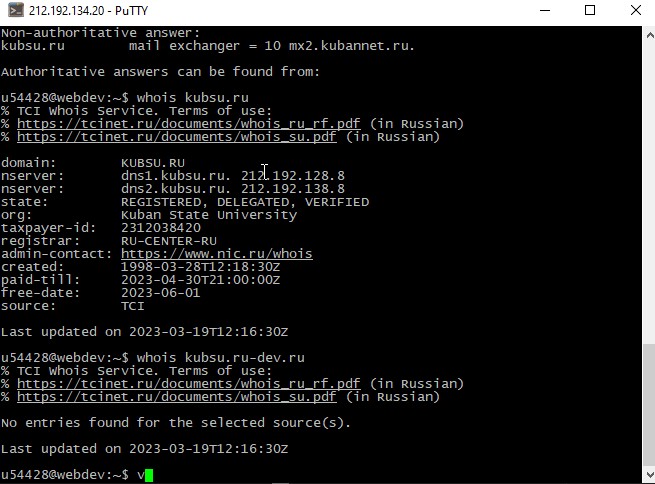 212.192.134.20 - PuTTY
Non-authoritative answer:
kubsu.ru        mail exchanger = 10 mx2.kubannet.ru.
Authoritative answers can be found from:
u54428@webdev:~$ whois kubsu.ru
% TCI Whois Service. Terms of use:
% https://tcinet.ru/documents/whois_ru_rf.pdf (in Russian)
% https://tcinet.ru/documents/whois_su.pdf (in Russian)
domain:        KUBSU.RU
nserver:       dns1.kubsu.ru. 212.192.128.8
nserver:       dns2.kubsu.ru. 212.192.138.8
state:         REGISTERED, DELEGATED, VERIFIED
org:           Kuban State University
taxpayer-id:   2312038420
registrar:     RU-CENTER-RU
admin-contact: https://www.nic.ru/whois
created:       1998-03-28T12:18:30Z
paid-till:     2023-04-30T21:00:00Z
free-date:     2023-06-01
source:        TCI
Last updated on 2023-03-19T12:16:30Z
u54428@webdev:~$ whois kubsu.ru-dev.ru
% TCI Whois Service. Terms of use:
% https://tcinet.ru/documents/whois_ru_rf.pdf (in Russian)
% https://tcinet.ru/documents/whois_su.pdf (in Russian)
No entries found for the selected source(s).
Last updated on 2023-03-19T12:16:30Z
u54428@webdev:~$ v